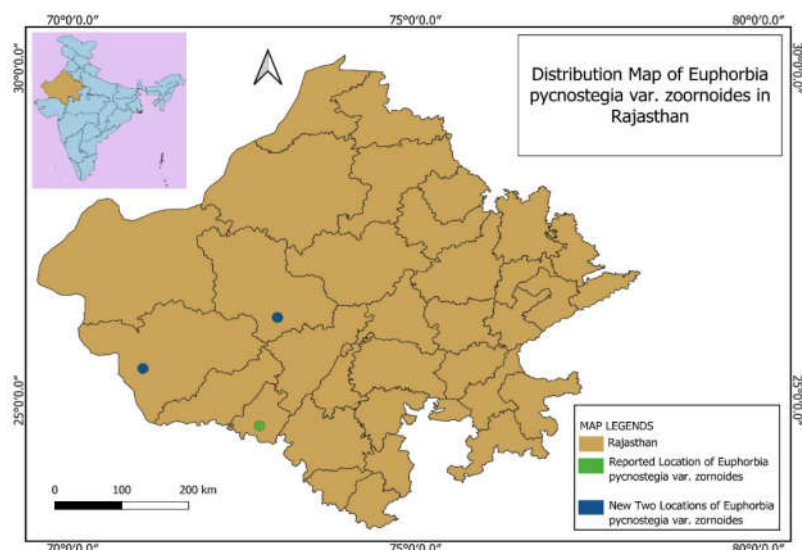 70°0'0.0"
75°0'0.0"
80°0'0.0"
30°0'0.0"
30°0'0.0"
Distribution Map of Euphorbia
pycnostegia var. zoornoides in
Rajasthan
25°0'0.0"
25°0'0.0"
MAP LEGENDS
Rajasthan
Reported Location of Euphorbia
pycnostegia var. zornoides
New Two Locations of Euphorbia
pycnostegia var. zornoides
0 100 200 km
70°0'0.0"
75°0'0.0"
80°0'0.0"